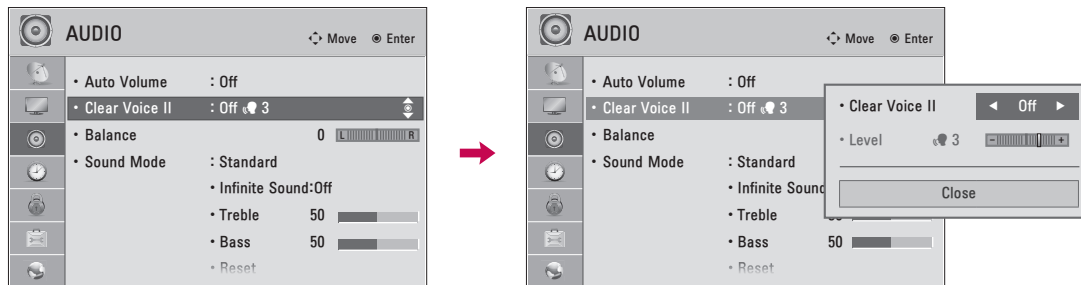 AUDIO
Move
Enter
• Auto Volume : Off
• Clear Voice II : Off 3
• Balance 0 L R
• Sound Mode : Standard
• Infinite Sound:Off
• Treble 50
• Bass 50
• Reset
AUDIO
Move
Enter
• Auto Volume : Off
• Clear Voice II : Off 3
• Balance
• Sound Mode : Standard
• Infinite Sound
• Treble
• Bass 50
• Reset
• Clear Voice II ◄ Off ►
• Level 3 - +
Close